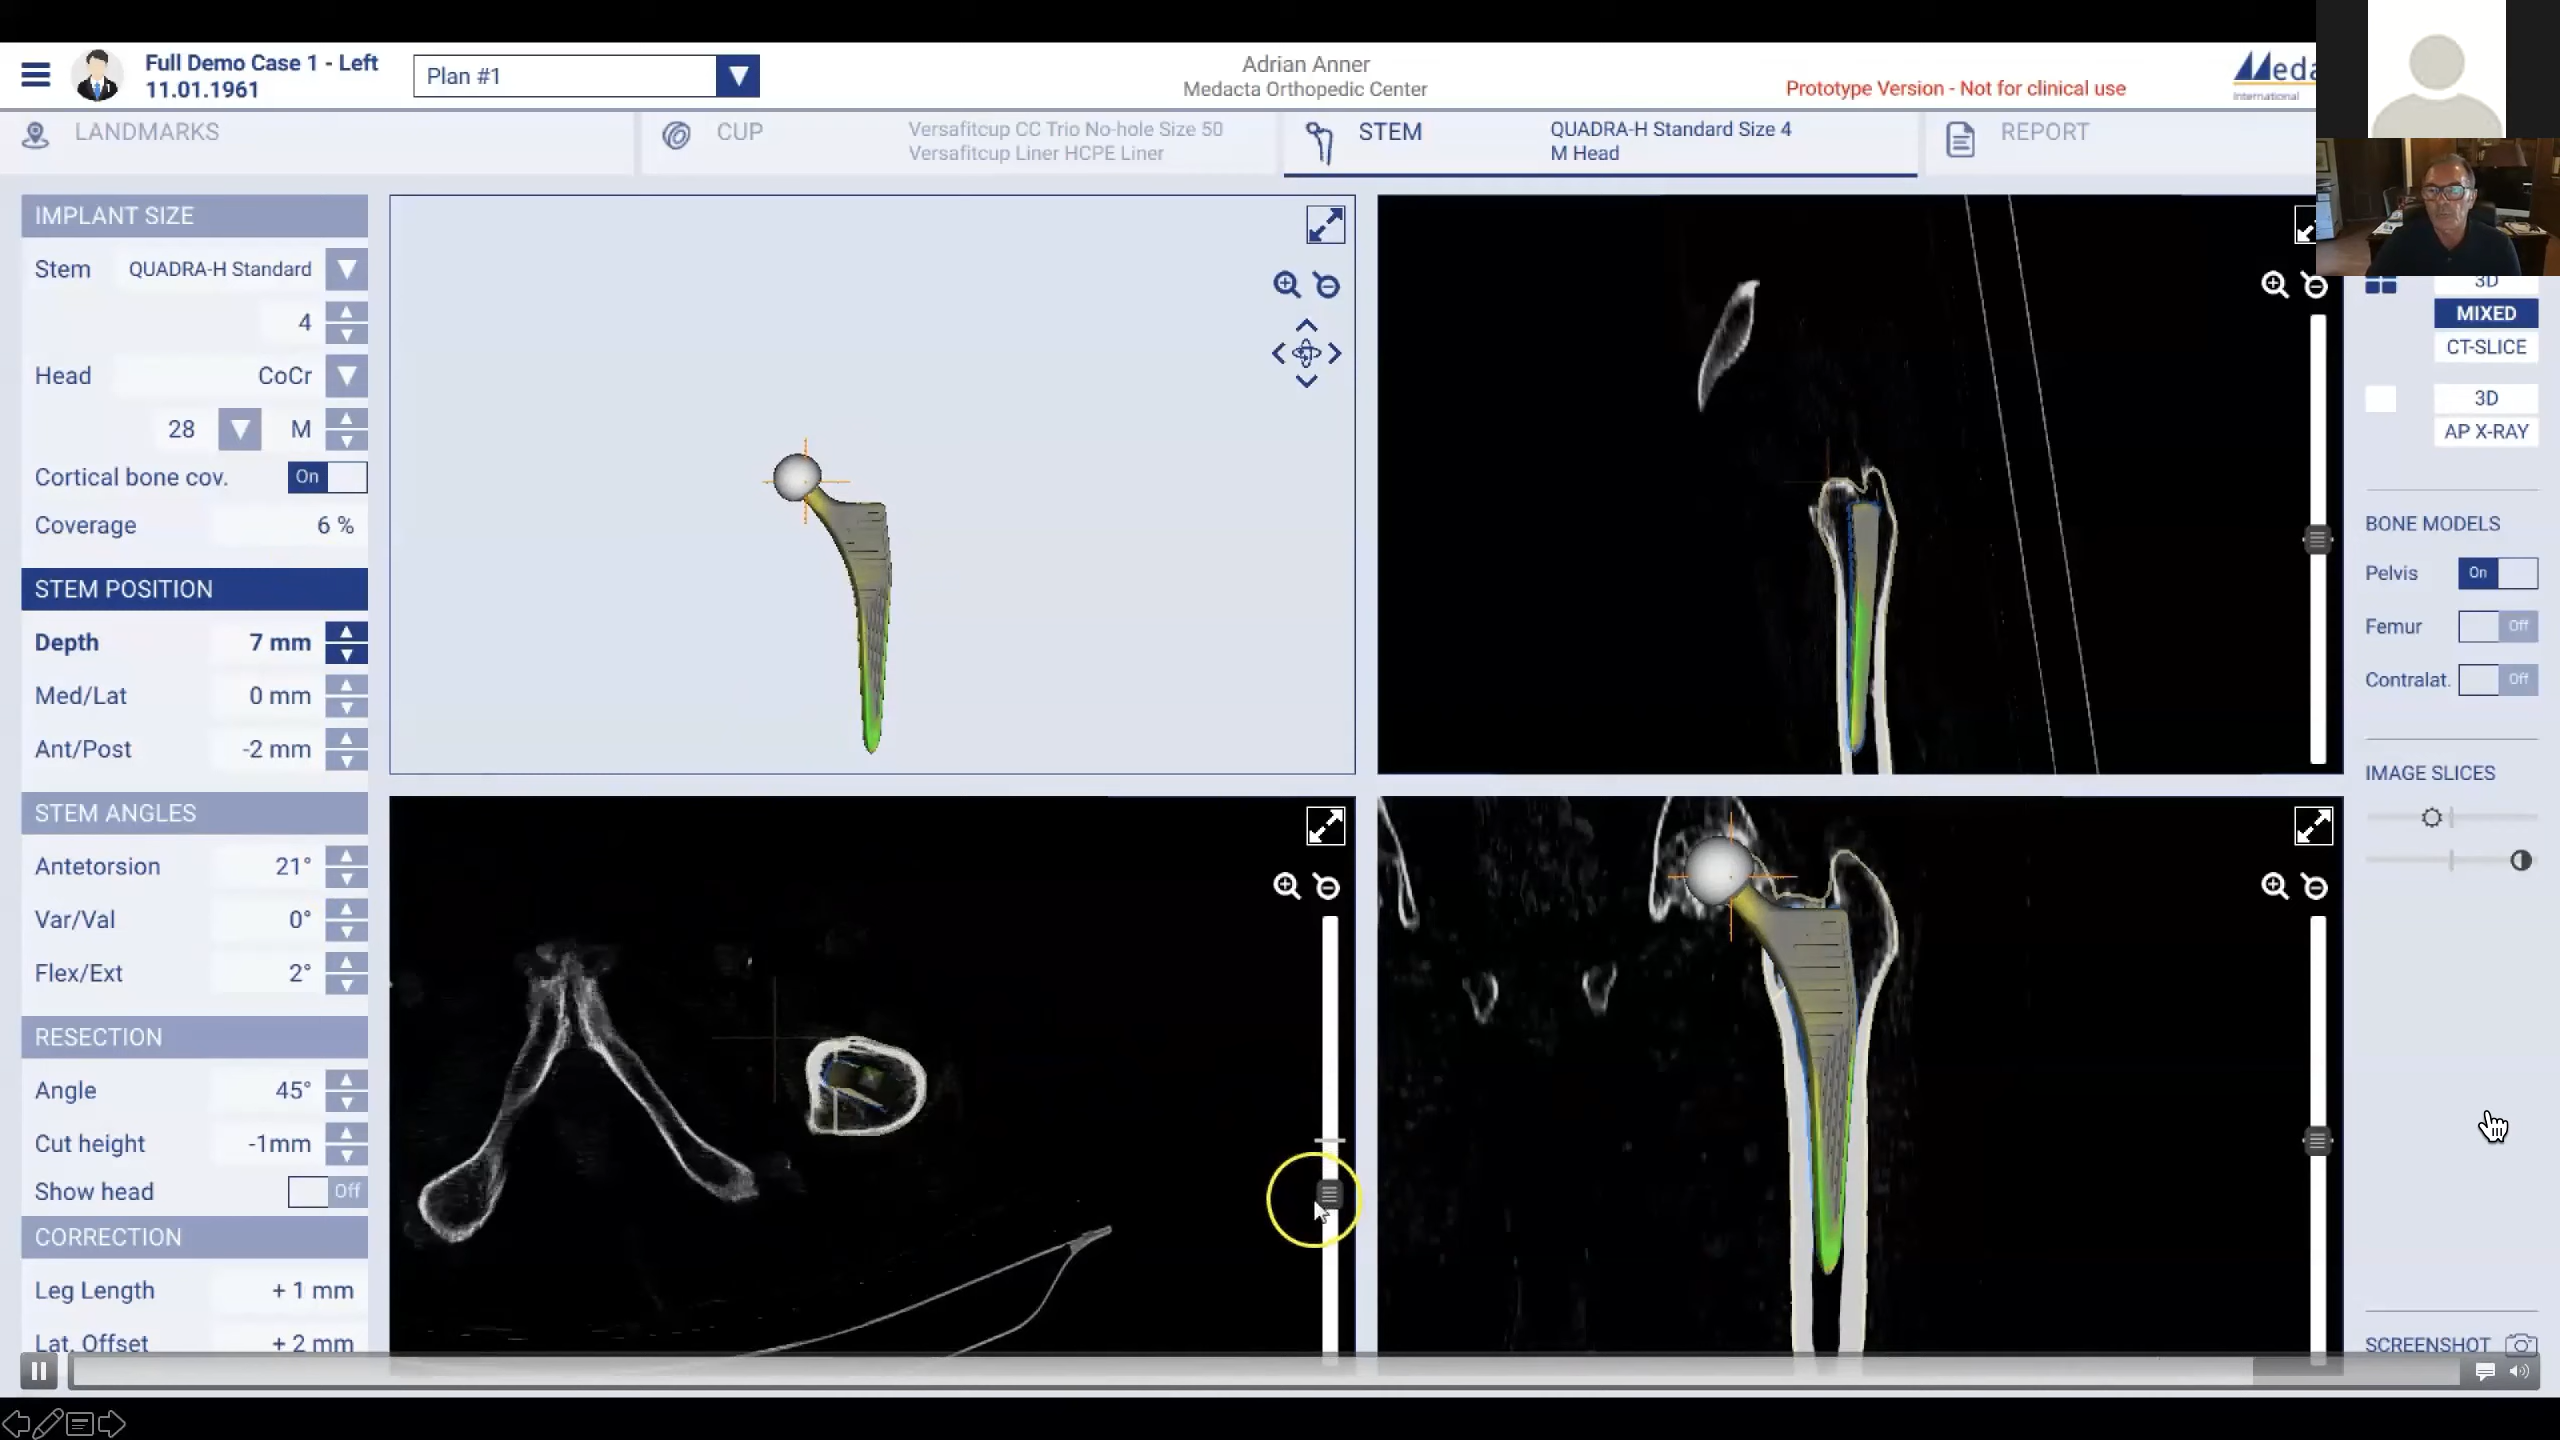 Full Demo Case 1 - Left
11.01.1961
Plan #1
Adrian Anner
Medacta Orthopedic Center
Prototype Version - Not for clinical use
International
LANDMARKS
CUP
Versafitcup CC Trio No-hole Size 50
Versafitcup Liner HCPE Liner
STEM
QUADRA-H Standard Size 4
M Head
REPORT
IMPLANT SIZE
Stem QUADRA-H Standard
4
Head CoCr
28 M
Cortical bone cov. On
Coverage 6 %
STEM POSITION
Depth 7 mm
Med/Lat 0 mm
Ant/Post -2 mm
STEM ANGLES
Antetorsion 21°
Var/Val 0°
Flex/Ext 2°
RESECTION
Angle 45°
Cut height -1mm
Show head Off
CORRECTION
Leg Length + 1 mm
Lat. Offset + 2 mm
3D
MIXED
CT-SLICE
3D
AP X-RAY
BONE MODELS
Pelvis On
Femur Off
Contralat. Off
IMAGE SLICES
SCREENSHOT